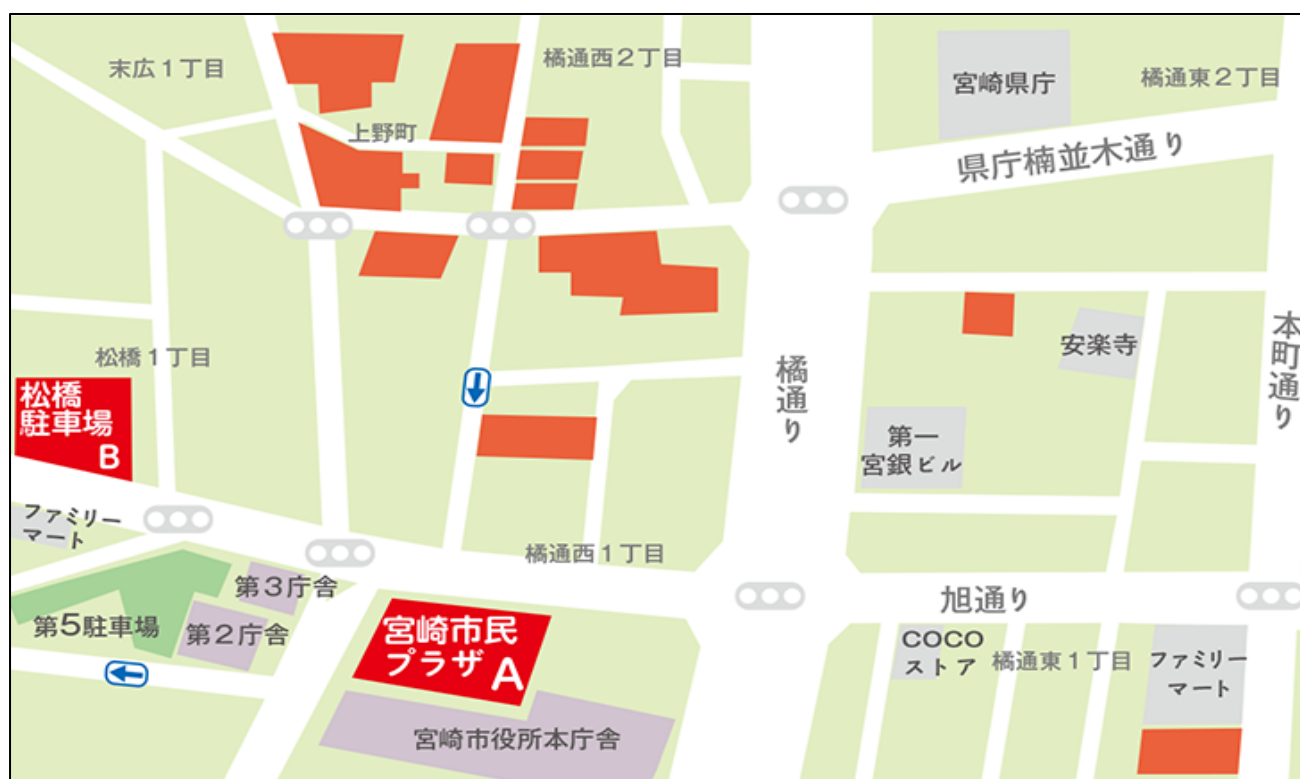 橘通西2丁目
末広1丁目
宮崎県庁
橘通東2丁目
上野町
県庁楠並木通り
本町通り
安楽寺
松橋1丁目
橘通り
松橋
駐車場
B
第一
宮銀ビル
ファミリー
マート
橘通西1丁目
第3庁舎
旭通り
宮崎市民
プラザ A
第5駐車場
第2庁舎
COCO
ストア
橘通東1丁目
ファミリー
マート
宮崎市役所本庁舎